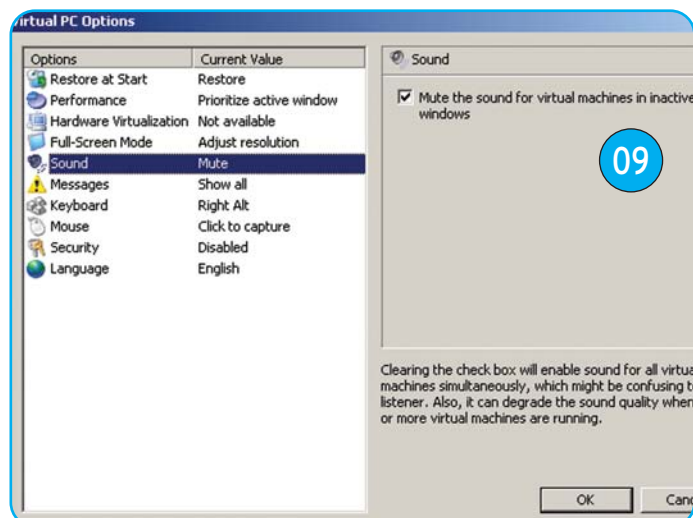 Virtual PC Options
Options Current Value
Restore at Start Restore
Performance Prioritize active window
Hardware Virtualization Not available
Full-Screen Mode Adjust resolution
Sound Mute
Messages Show all
Keyboard Right Alt
Mouse Click to capture
Security Disabled
Language English
Sound
Mute the sound for virtual machines in inactive
windows
09
Clearing the check box will enable sound for all virtua
machines simultaneously, which might be confusing t
listener. Also, it can degrade the sound quality when
or more virtual machines are running.
OK Canc